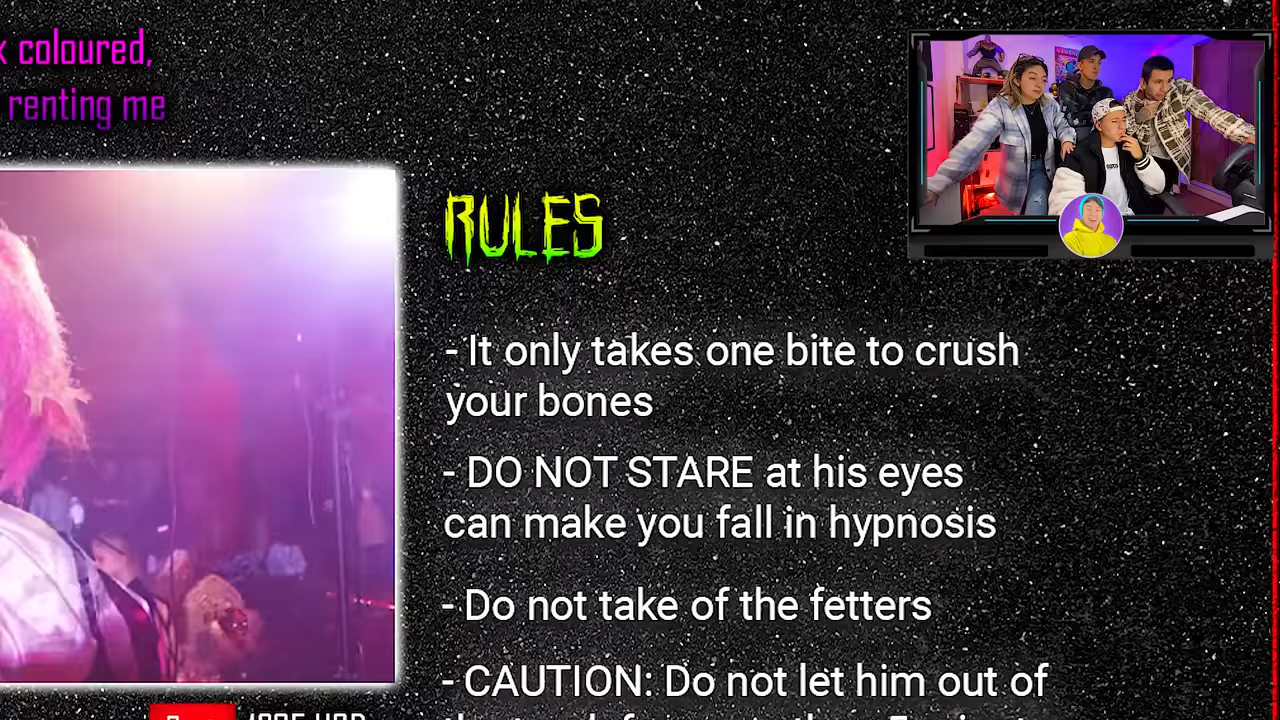 coloured,
renting me
RULES
- It only takes one bite to crush
your bones
- DO NOT STARE at his eyes
can make you fall in hypnosis
- Do not take of the fetters
- CAUTION: Do not let him out of